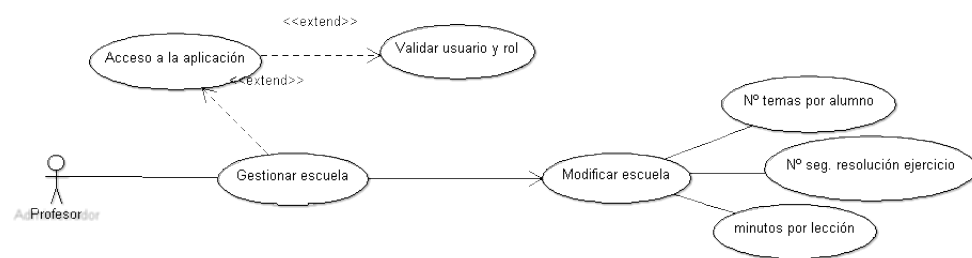 <<extend>>
Acceso a la aplicación
Validar usuario y rol
<<extend>>
Nº temas por alumno
Nº seg. resolución ejercicio
Gestionar escuela
Modificar escuela
Profesor
minutos por lección